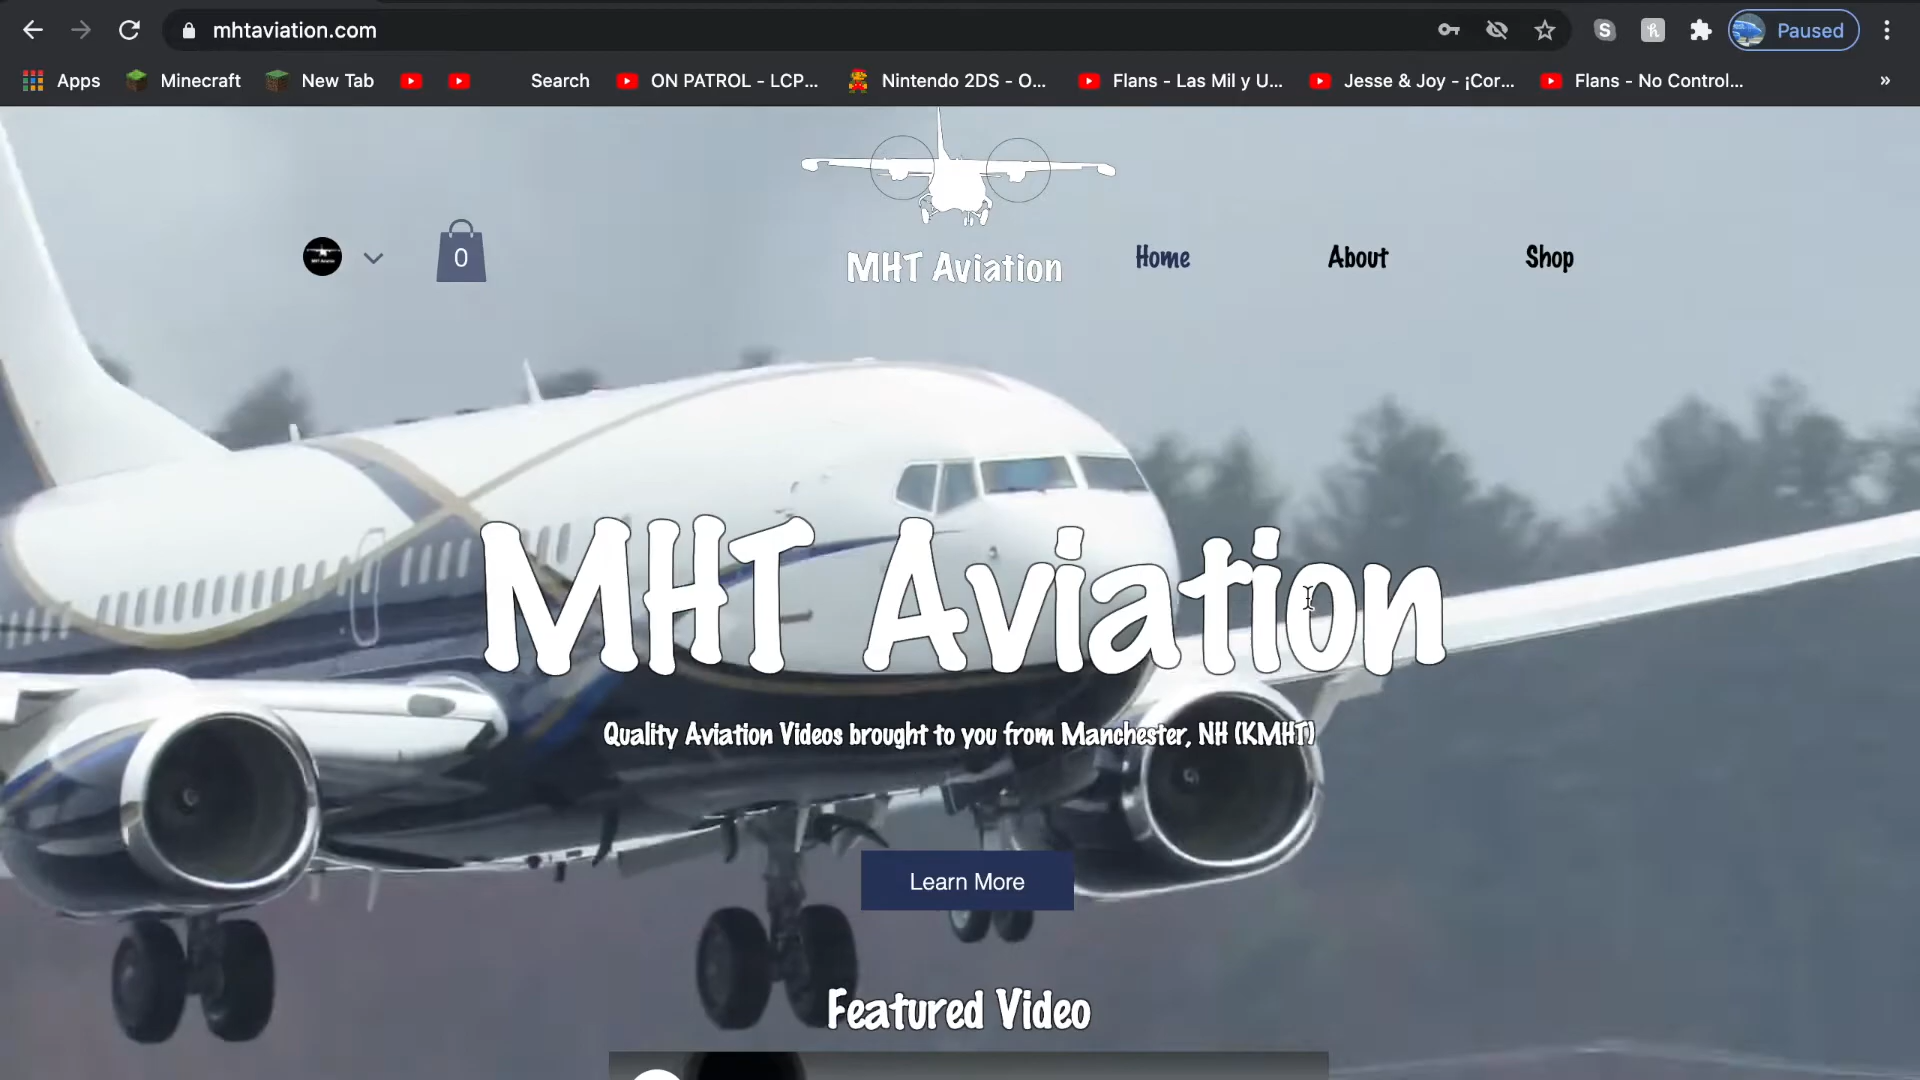 mhtaviation.com
S
h
Paused
Apps
Minecraft
New Tab
Search
ON PATROL - LCP...
Nintendo 2DS - O...
Flans - Las Mil y U...
Jesse & Joy - ¡Cor...
Flans - No Control...
»
0
MHT Aviation
Home
About
Shop
MHT Aviation
Quality Aviation Videos brought to you from Manchester, NH (KMHT)
Learn More
Featured Video